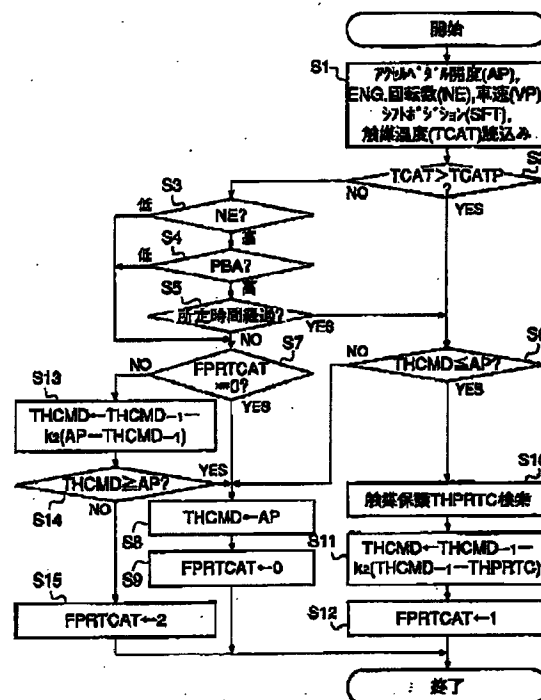 開始
S1
アクセルペダル開度(AP),
ENG.回転数(NE),車速(VP)
シフトポジション(SFT),
触媒温度(TCAT)読込み
S2
TCAT>TCATP
?
NO
YES
S3
低
NE?
高
S4
低
PBA?
高
S5
所定時間経過?
YES
NO
S7
NO
FPRTCAT
=0?
YES
NO
THCMD≦AP?
YES
S13
THCMD←THCMD-1-
k2(AP-THCMD-1)
THCMD≧AP?
YES
S14
NO
THCMD←AP
S8
S9
FPRTCAT←0
触媒保護THPRTC検索
S11
THCMD←THCMD-1-
k2(THCMD-1-THPRTC)
S15
FPRTCAT←2
S12
FPRTCAT←1
終了